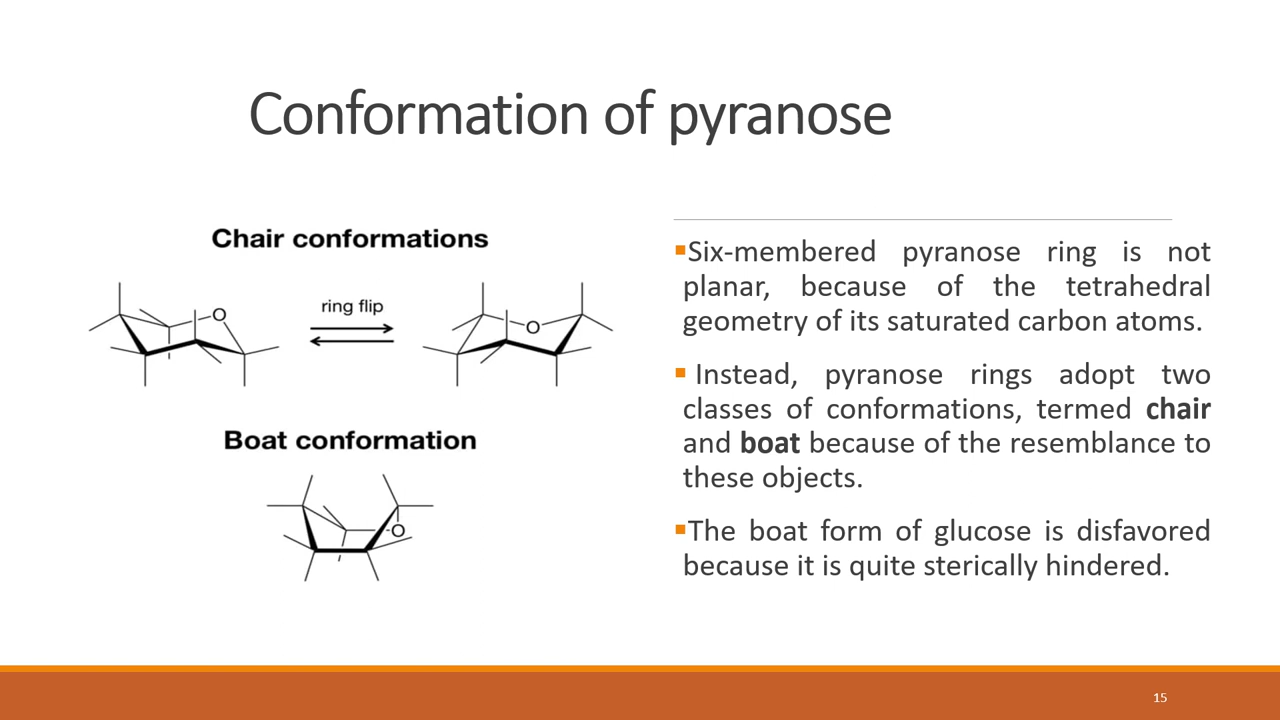 Conformation of pyranose
Chair conformations
O
ring flip
O
Boat conformation
O
▪Six-membered pyranose ring is not
planar, because of the tetrahedral
geometry of its saturated carbon atoms.
▪ Instead, pyranose rings adopt two
classes of conformations, termed chair
and boat because of the resemblance to
these objects.
▪The boat form of glucose is disfavored
because it is quite sterically hindered.
15